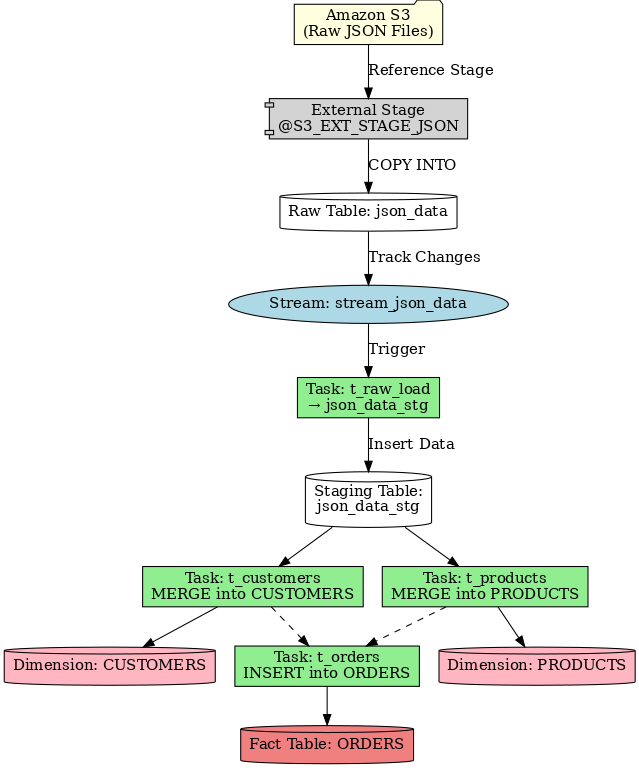 Amazon S3
(Raw JSON Files)
Reference Stage
External Stage
@S3_EXT_STAGE_JSON
COPY INTO
Raw Table: json_data
Track Changes
Stream: stream_json_data
Trigger
Task: t_raw_load
→ json_data_stg
Insert Data
Staging Table:
json_data_stg
Task: t_customers
MERGE into CUSTOMERS
Task: t_products
MERGE into PRODUCTS
Dimension: CUSTOMERS
Task: t_orders
INSERT into ORDERS
Dimension: PRODUCTS
Fact Table: ORDERS